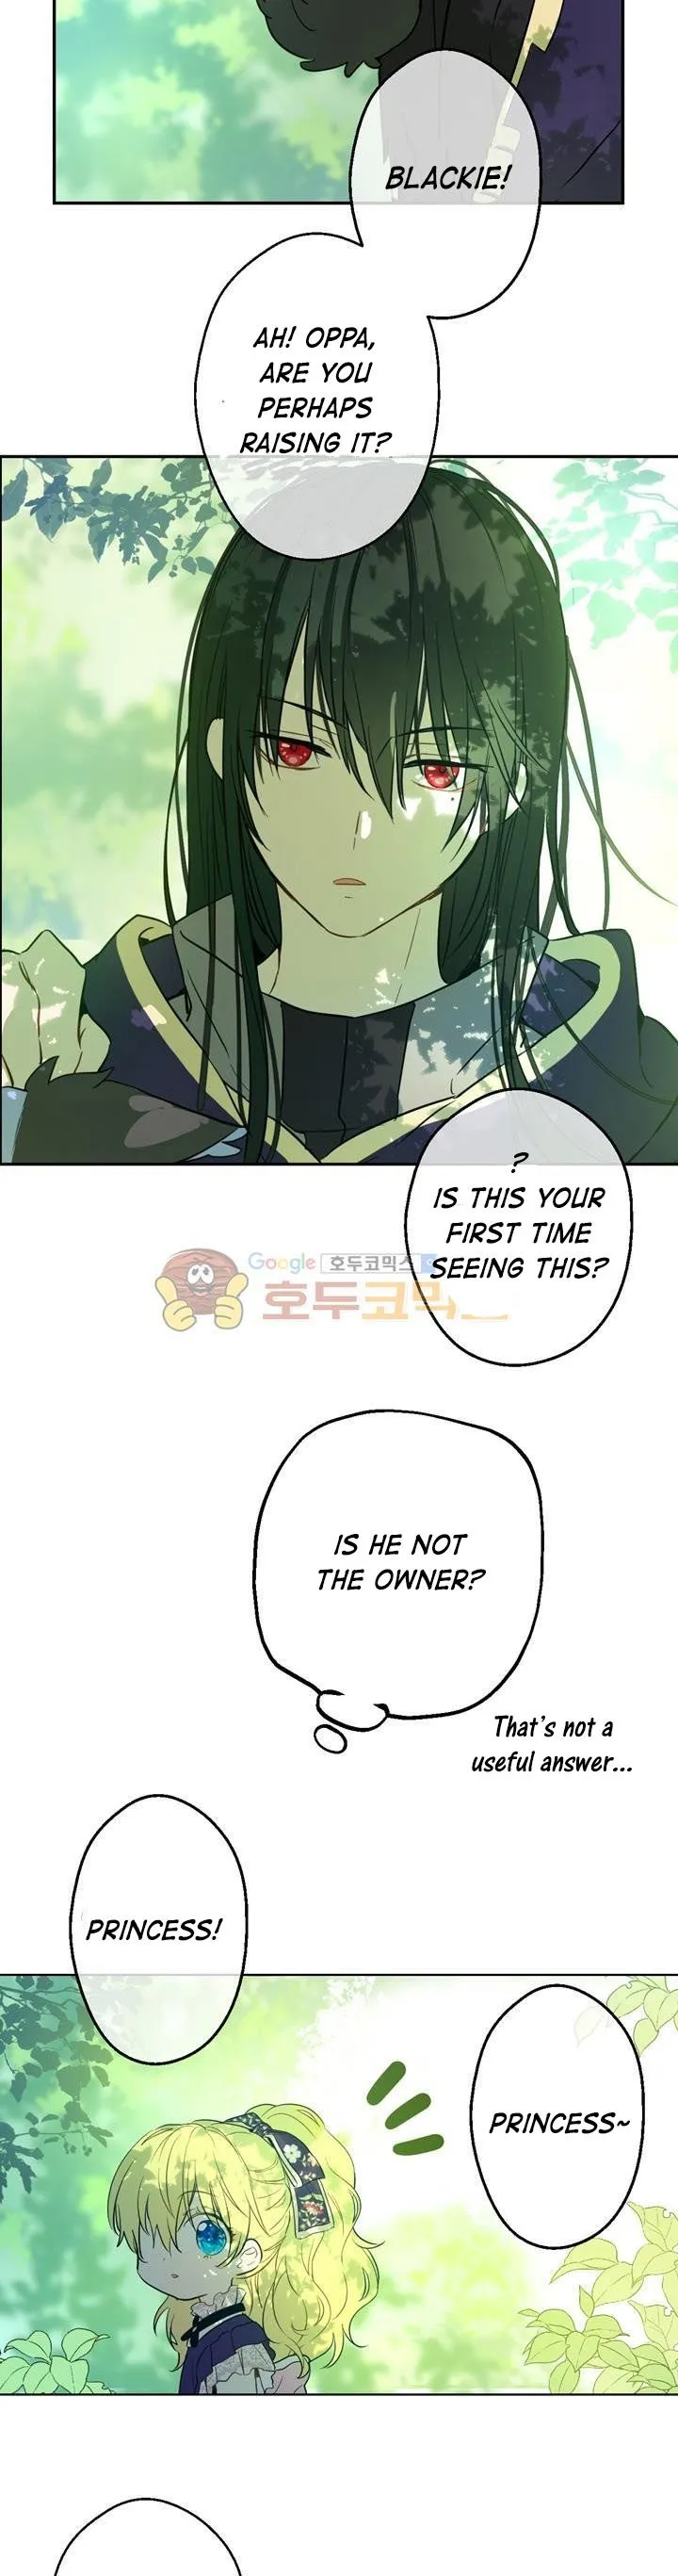 BLACKIE!
AH! OPPA,
ARE YOU
PERHAPS
RAISING IT?
?
IS THIS YOUR
FIRST TIME
SEEING THIS?
Google 호두코믹스
호두코믹
IS HE NOT
THE OWNER?
That's not a
useful answer...
PRINCESS!
PRINCESS~